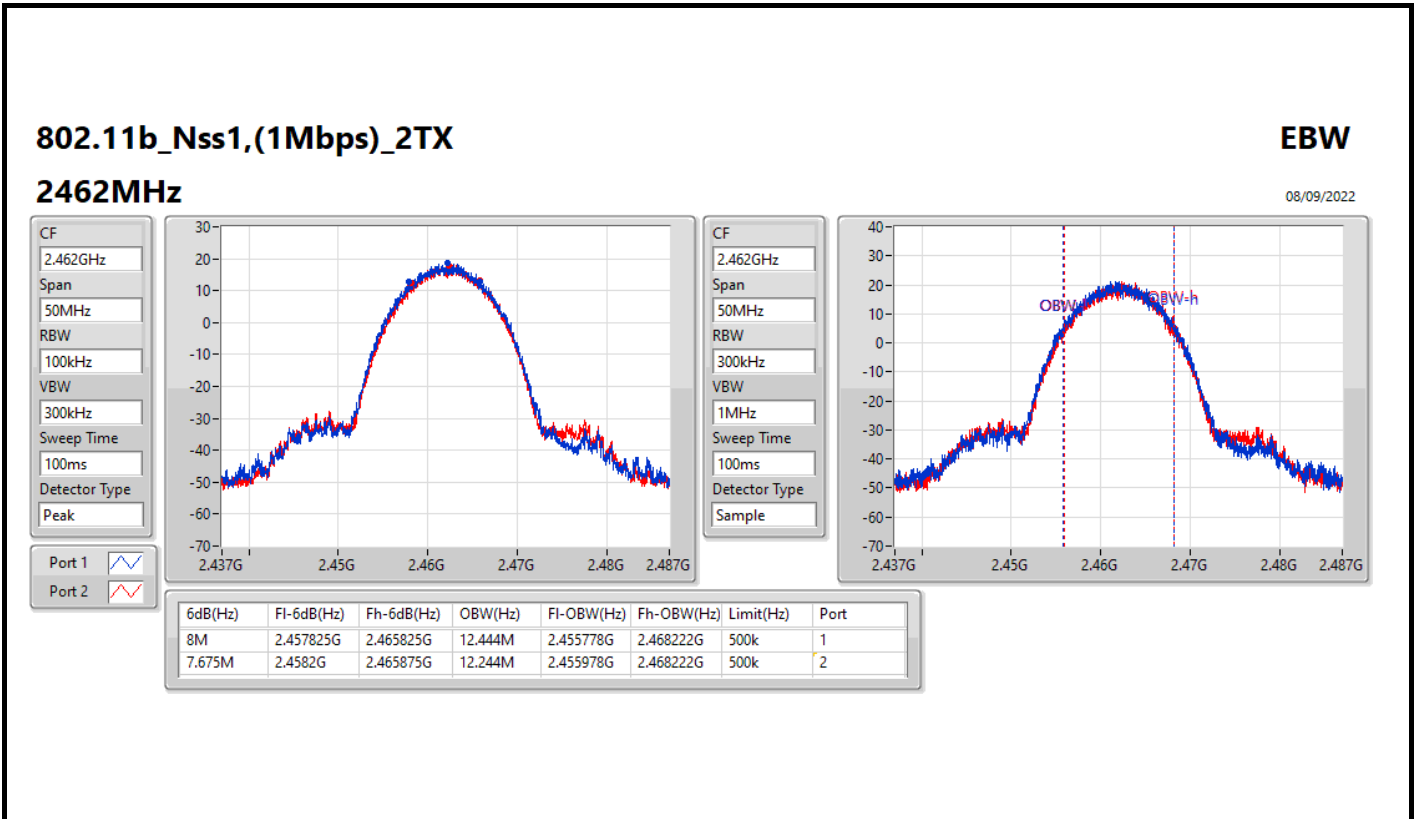 802.11b_Nss1,(1Mbps)_2TX
EBW
2462MHz
08/09/2022
CF
2.462GHz
Span
50MHz
RBW
100kHz
VBW
300kHz
Sweep Time
100ms
Detector Type
Peak
Port 1
Port 2
30
20
10
0
-10
-20
-30
-40
-50
-60
-70
2.437G 2.45G 2.46G 2.47G 2.48G 2.487G
CF
2.462GHz
Span
50MHz
RBW
300kHz
VBW
1MHz
Sweep Time
100ms
Detector Type
Sample
40
30
20
10
0
-10
-20
-30
-40
-50
-60
-70
OBW
OBW-h
2.437G 2.45G 2.46G 2.47G 2.48G 2.487G
6dB(Hz) Fl-6dB(Hz) Fh-6dB(Hz) OBW(Hz) Fl-OBW(Hz) Fh-OBW(Hz) Limit(Hz) Port
8M 2.457825G 2.465825G 12.444M 2.455778G 2.468222G 500k 1
7.675M 2.4582G 2.465875G 12.244M 2.455978G 2.468222G 500k 2